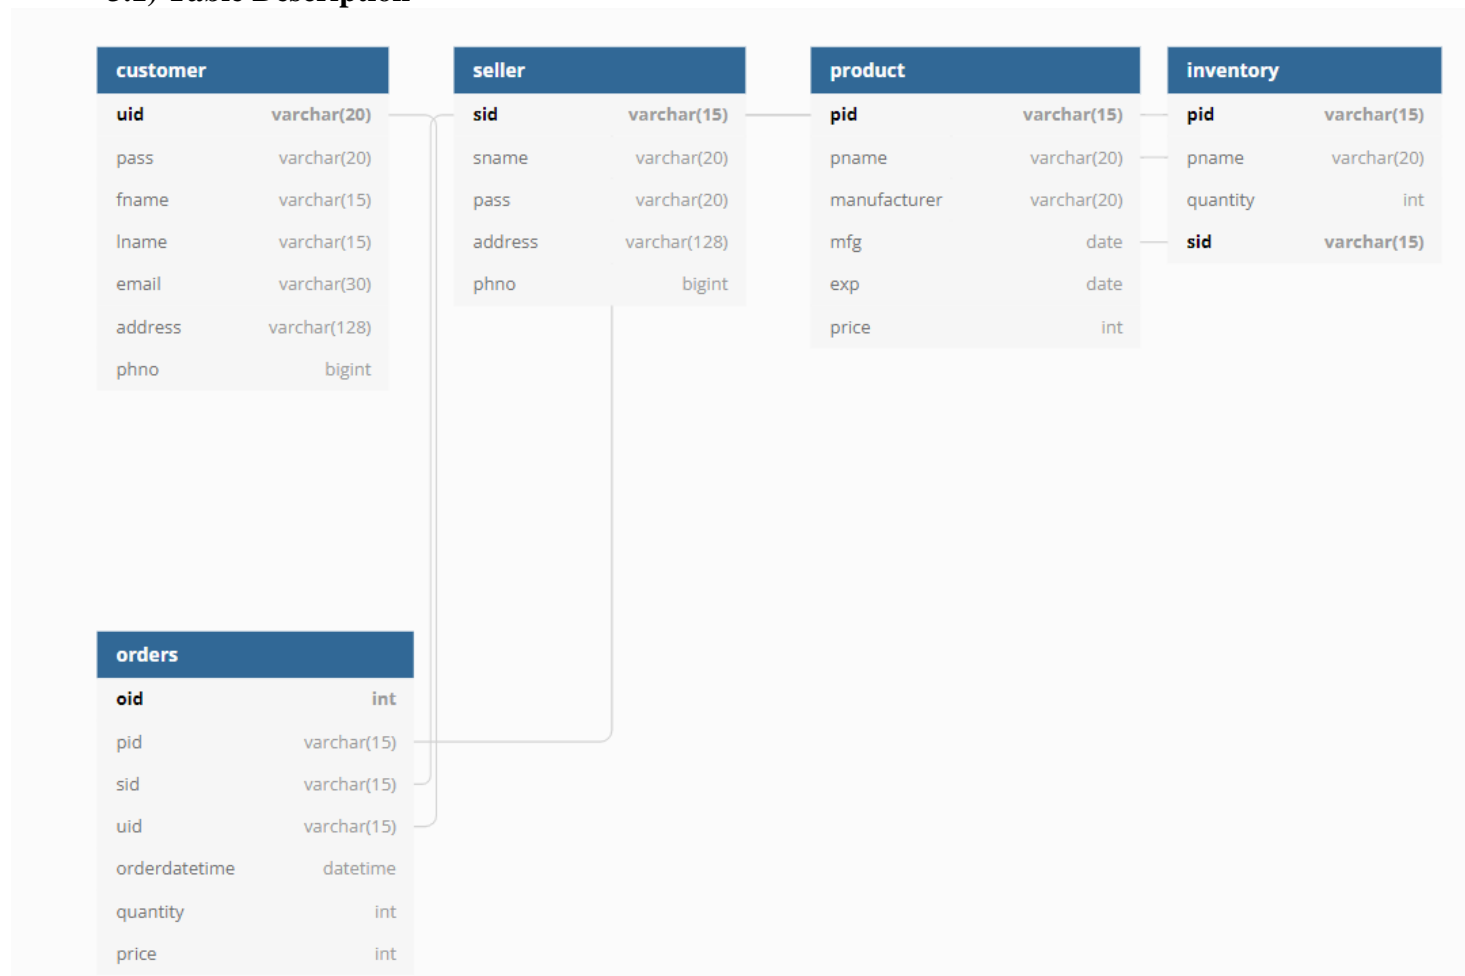 3.1) Table Description
customer
uid varchar(20)
pass varchar(20)
fname varchar(15)
lname varchar(15)
email varchar(30)
address varchar(128)
phno bigint
seller
sid varchar(15)
sname varchar(20)
pass varchar(20)
address varchar(128)
phno bigint
product
pid varchar(15)
pname varchar(20)
manufacturer varchar(20)
mfg date
exp date
price int
inventory
pid varchar(15)
pname varchar(20)
quantity int
sid varchar(15)
orders
oid int
pid varchar(15)
sid varchar(15)
uid varchar(15)
orderdatetime datetime
quantity int
price int